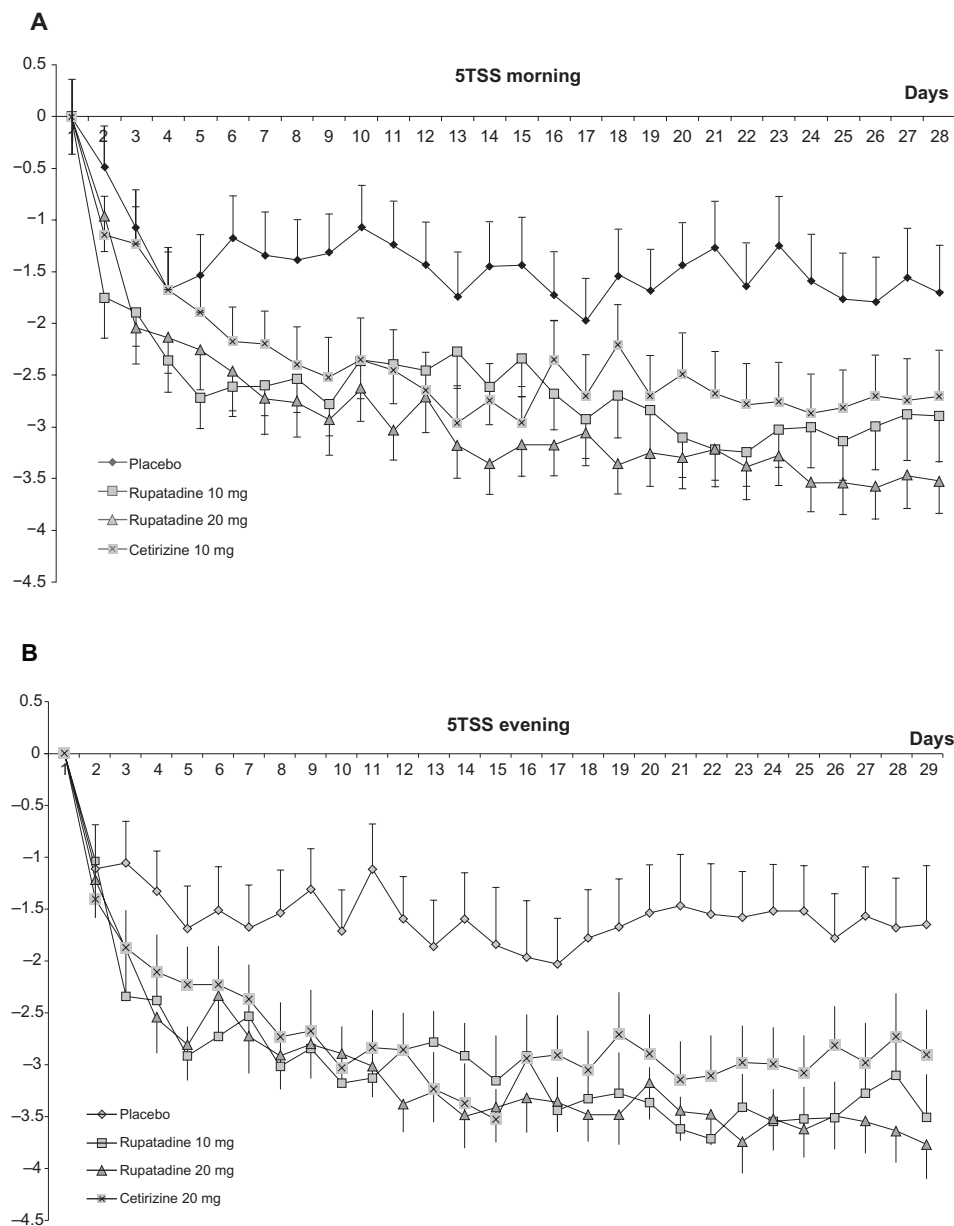 A
0.5
5TSS morning
Days
0
1 2 3 4 5 6 7 8 9 10 11 12 13 14 15 16 17 18 19 20 21 22 23 24 25 26 27 28
−0.5
−1
−1.5
−2
−2.5
−3
−3.5
−4
−4.5
Placebo
Rupatadine 10 mg
Rupatadine 20 mg
Cetirizine 10 mg
B
0.5
5TSS evening
Days
0
1 2 3 4 5 6 7 8 9 10 11 12 13 14 15 16 17 18 19 20 21 22 23 24 25 26 27 28 29
−0.5
−1
−1.5
−2
−2.5
−3
−3.5
−4
−4.5
Placebo
Rupatadine 10 mg
Rupatadine 20 mg
Cetirizine 20 mg